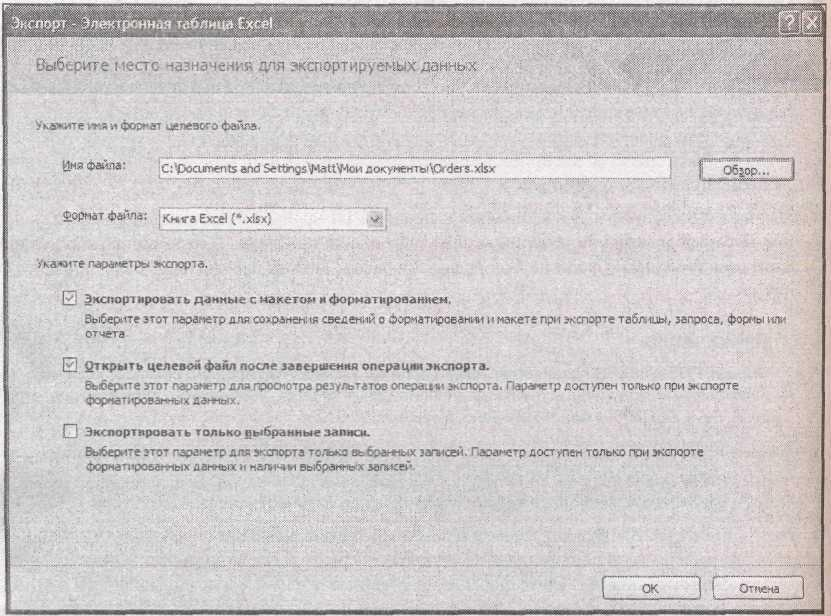 Экспорт - Электронная таблица Excel
Выберите место назначения для экспортируемых данных
Укажите имя и формат целевого файла.
Имя файла: C:\Documents and Settings\Matt\Мои документы\Orders.xlsx Обзор...
Формат файла: Книга Excel (*.xlsx)
Укажите параметры экспорта.
Экспортировать данные с макетом и форматированием.
Выберите этот параметр для сохранения сведений о форматировании и макете при экспорте таблицы, запроса, формы или
отчета.
Открыть целевой файл после завершения операции экспорта.
Выберите этот параметр для просмотра результатов операции экспорта. Параметр доступен только при экспорте
форматированных данных.
Экспортировать только выбранные записи.
Выберите этот параметр для экспорта только выбранных записей. Параметр доступен только при экспорте
форматированных данных и наличии выбранных записей.
OK Отмена